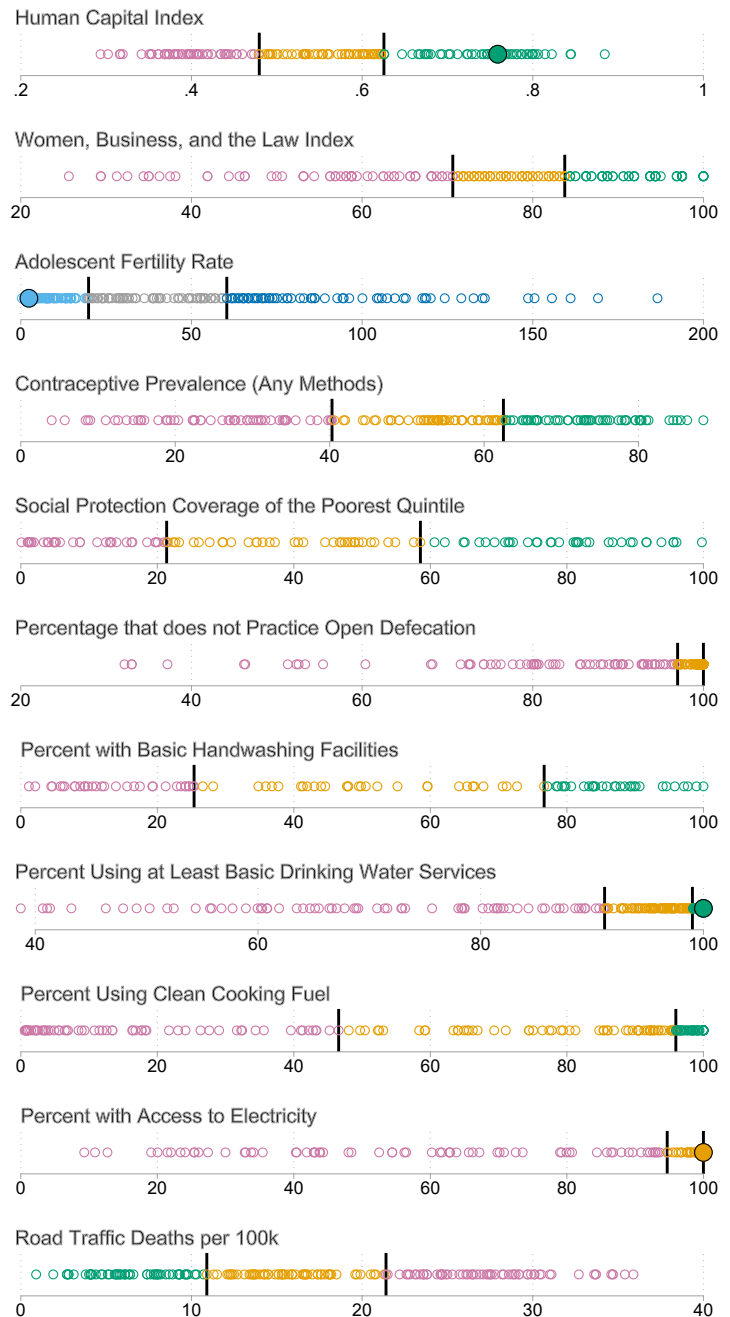 Human Capital Index
.2 .4 .6 .8 1
Women, Business, and the Law Index
20 40 60 80 100
Adolescent Fertility Rate
0 50 100 150 200
Contraceptive Prevalence (Any Methods)
0 20 40 60 80
Social Protection Coverage of the Poorest Quintile
0 20 40 60 80 100
Percentage that does not Practice Open Defecation
20 40 60 80 100
Percent with Basic Handwashing Facilities
0 20 40 60 80 100
Percent Using at Least Basic Drinking Water Services
40 60 80 100
Percent Using Clean Cooking Fuel
0 20 40 60 80 100
Percent with Access to Electricity
0 20 40 60 80 100
Road Traffic Deaths per 100k
0 10 20 30 40